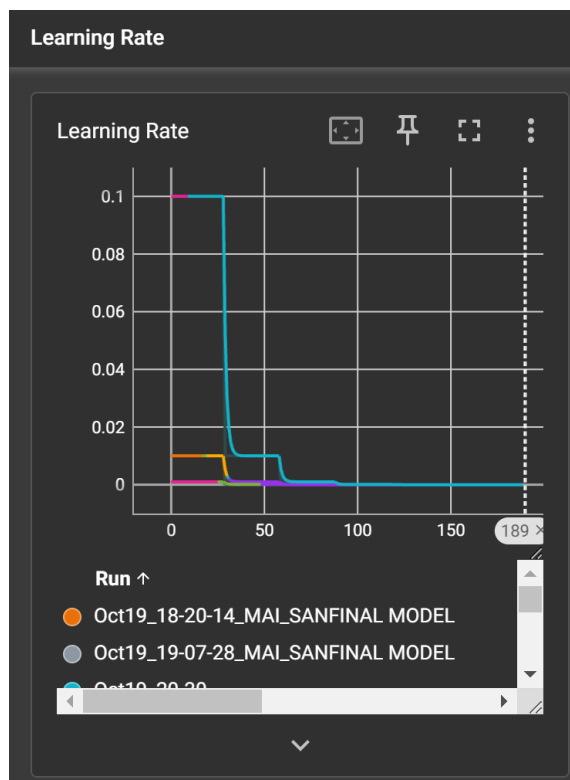 Learning Rate
Learning Rate
0.1
0.08
0.06
0.04
0.02
0
0 50 100 150 189 ×
Run ↑
Oct19_18-20-14_MAI_SANFINAL MODEL
Oct19_19-07-28_MAI_SANFINAL MODEL